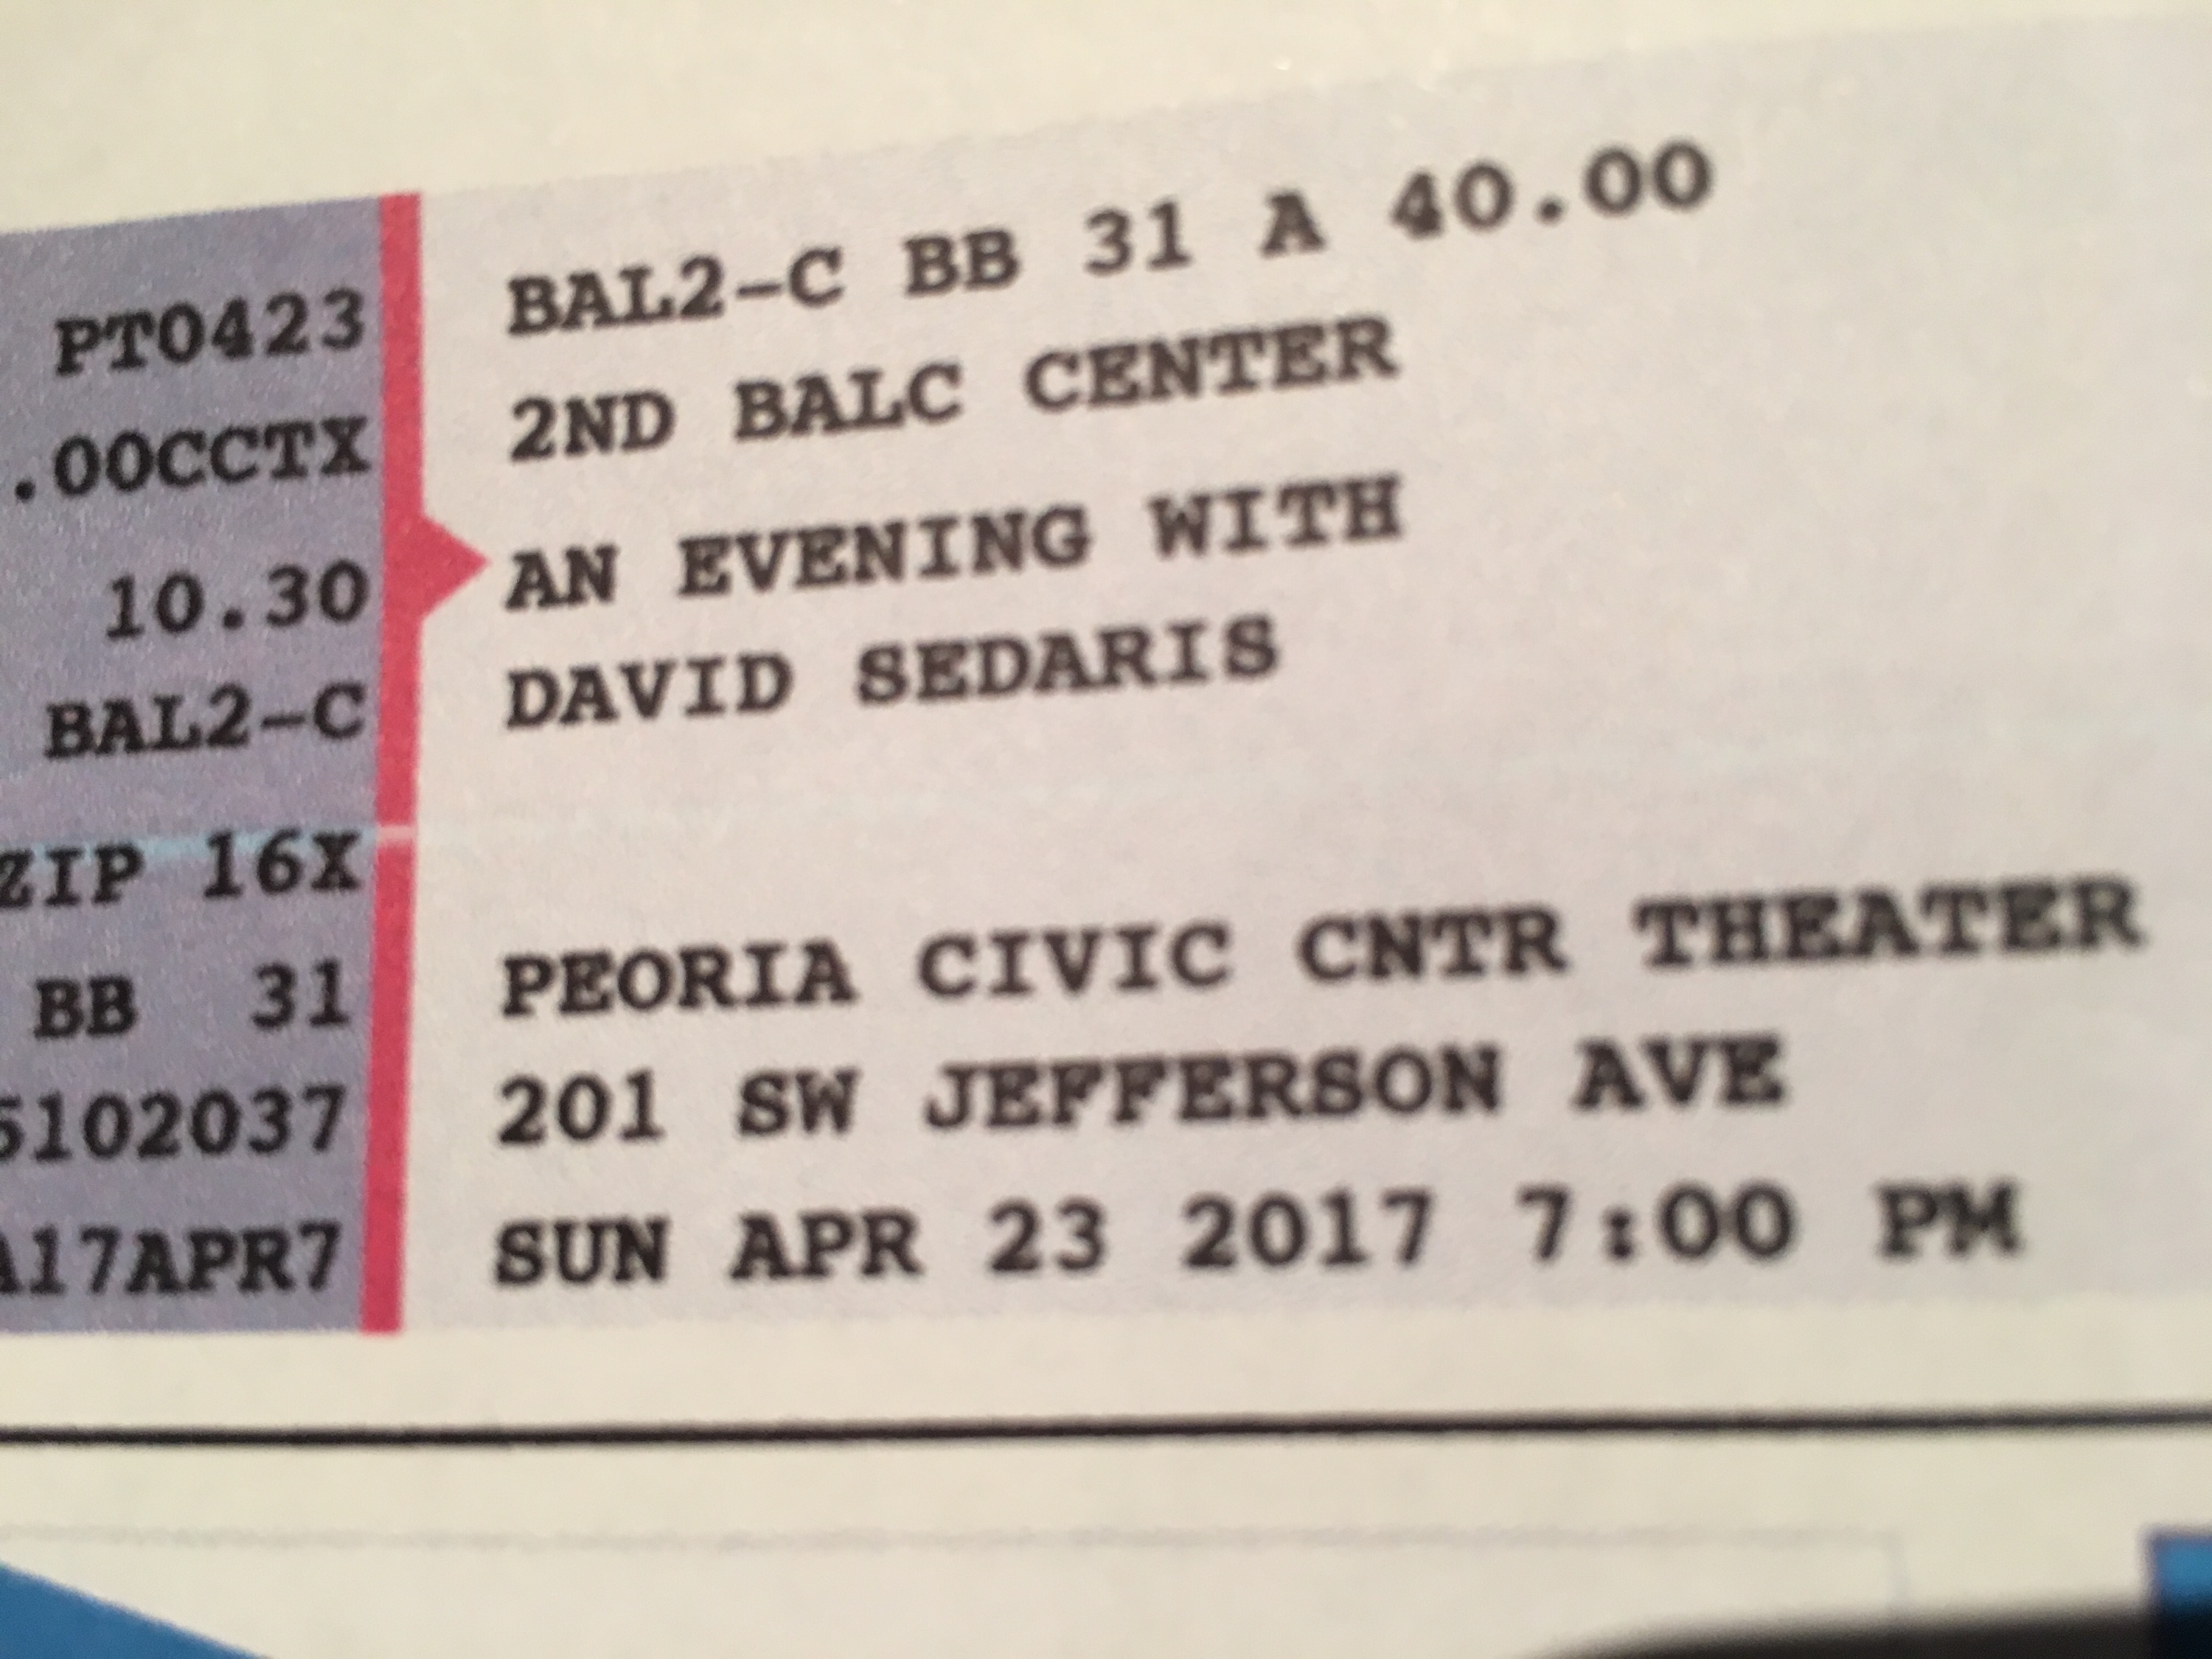 PT0423
.00CCTX
10.30
BAL2-C
ZIP 16X
BB 31
5102037
A17APR7
BAL2-C BB 31 A 40.00
2ND BALC CENTER
AN EVENING WITH
DAVID SEDARIS
PEORIA CIVIC CNTR THEATER
201 SW JEFFERSON AVE
SUN APR 23 2017 7:00 PM